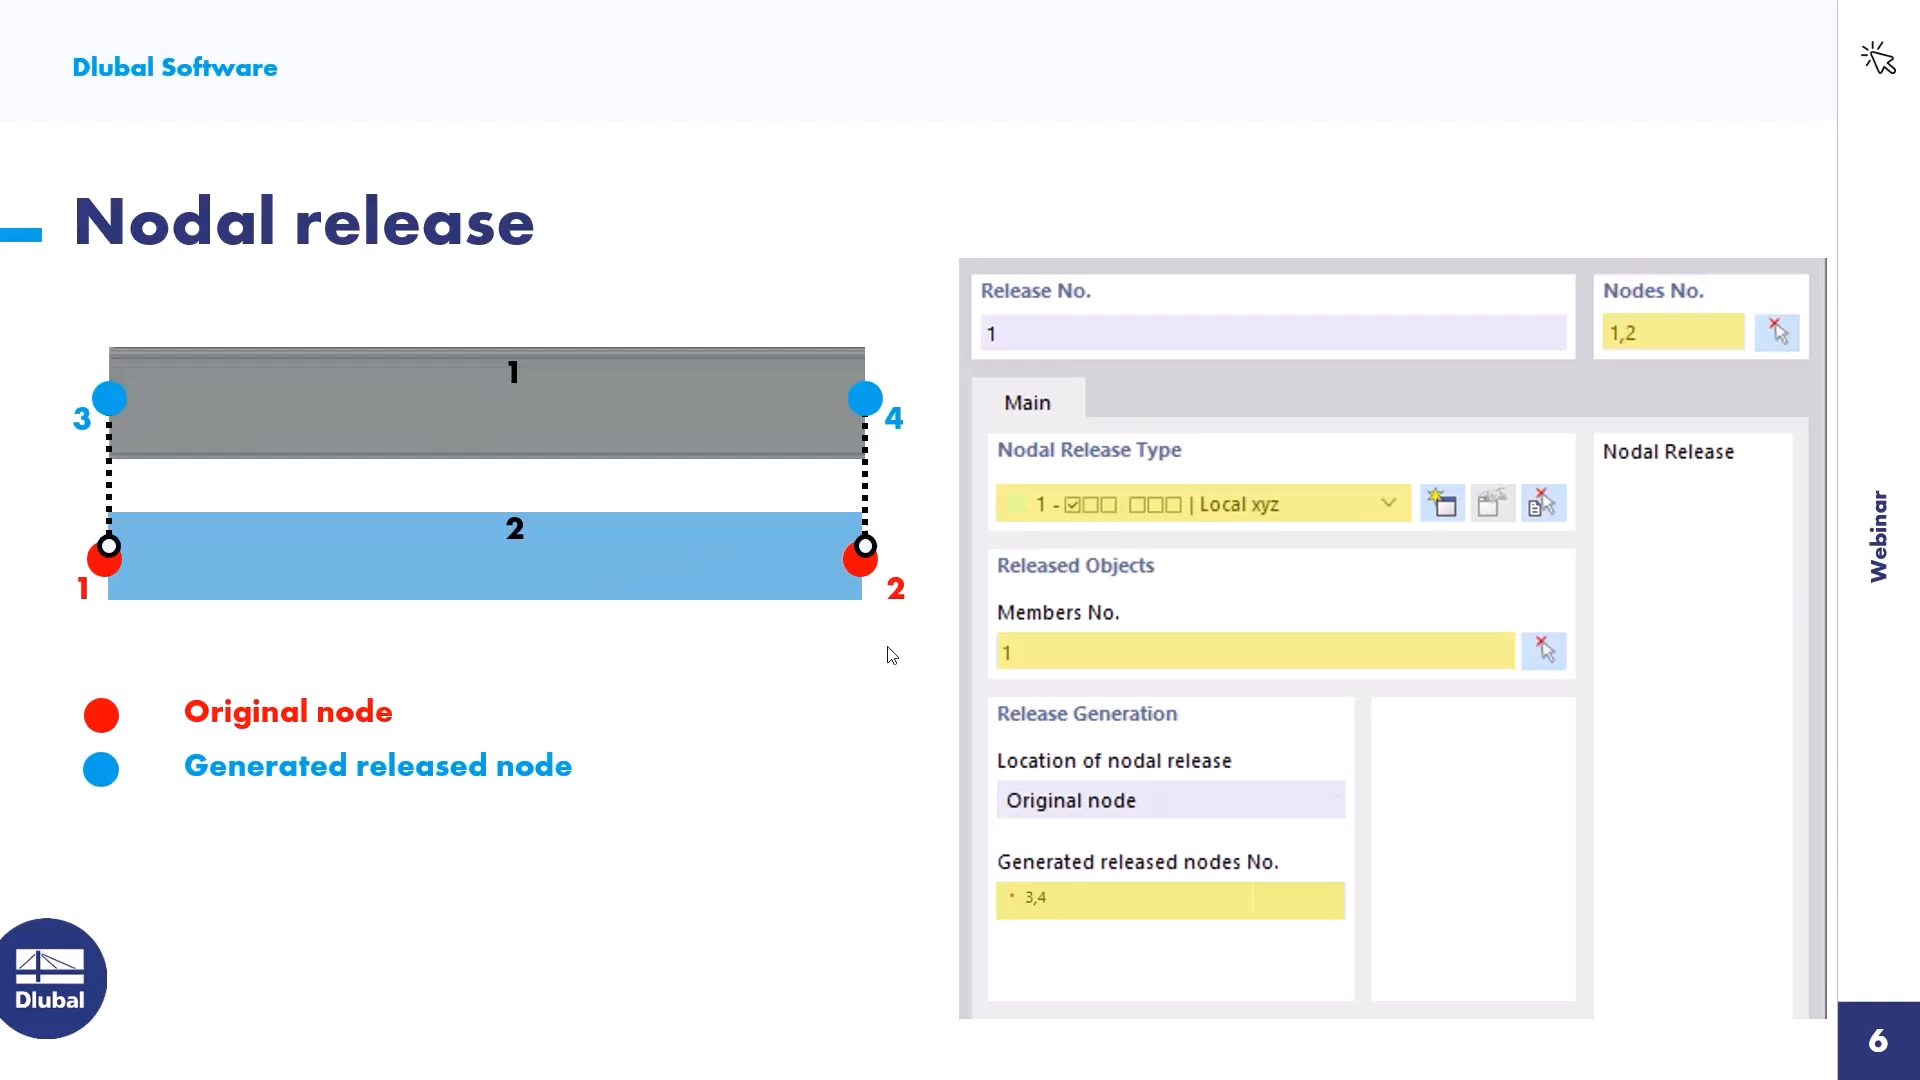 Dlubal Software
Nodal release
1
3
4
2
1
2
Original node
Generated released node
Release No.
1
Nodes No.
1,2
Main
Nodal Release Type
1 - ☑☐☐ ☐☐☐ | Local xyz
Nodal Release
Released Objects
Members No.
1
Release Generation
Location of nodal release
Original node
Generated released nodes No.
* 3,4
Webinar
Dlubal
6